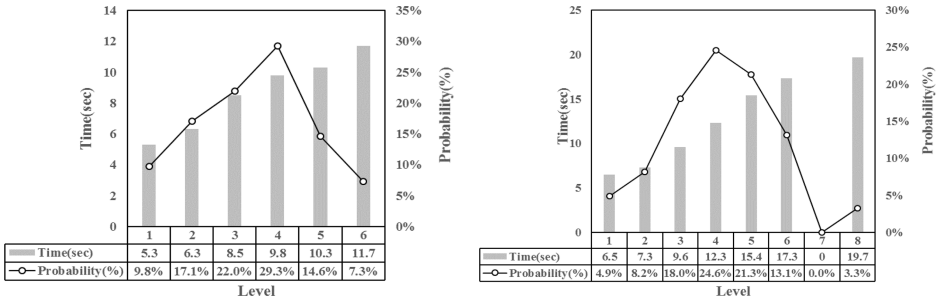 14
12
10
8
6
4
2
0
Time(sec)
35%
30%
25%
20%
15%
10%
5%
0%
Probability(%)
1 2 3 4 5 6
Time(sec) 5.3 6.3 8.5 9.8 10.3 11.7
Probability(%) 9.8% 17.1% 22.0% 29.3% 14.6% 7.3%
Level
25
20
15
10
5
0
Time(sec)
30%
25%
20%
15%
10%
5%
0%
Probability(%)
1 2 3 4 5 6 7 8
Time(sec) 6.5 7.3 9.6 12.3 15.4 17.3 0 19.7
Probability(%) 4.9% 8.2% 18.0% 24.6% 21.3% 13.1% 0.0% 3.3%
Level